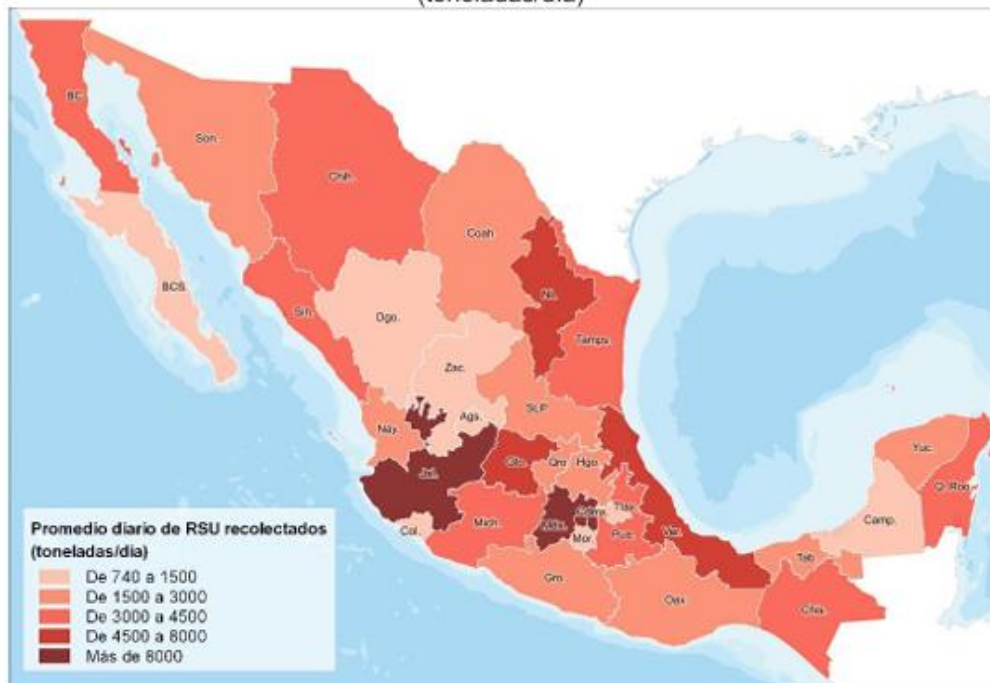 (toneladas/día)
BC
Son.
Chih.
Coah.
BCS
Sin.
Dgo.
NL
Tamps.
Zac.
SLP
Nay.
Ags.
Jal.
Gto.
Qro.
Hgo.
Col.
Mich.
Méx.
Tlax.
Mor.
Pue.
Ver.
Gro.
Oax.
Tab.
Chis.
Camp.
Yuc.
Q. Roo
Promedio diario de RSU recolectados
(toneladas/día)
De 740 a 1500
De 1500 a 3000
De 3000 a 4500
De 4500 a 8000
Más de 8000